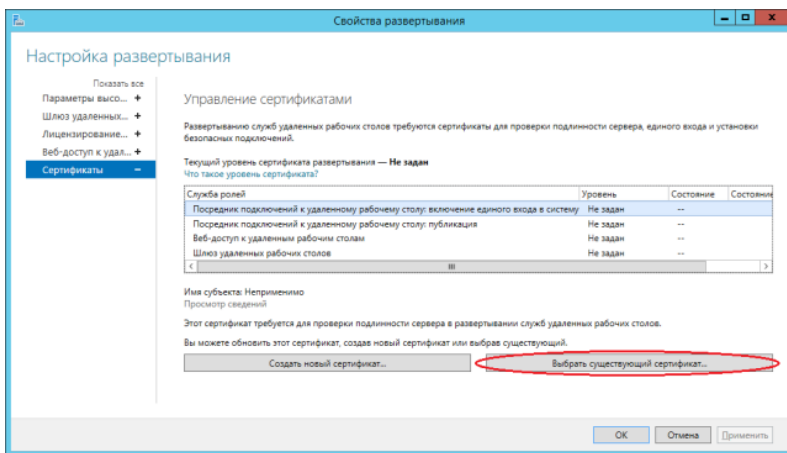 Свойства развертывания
Настройка развертывания
Показать все
Параметры высо... +
Шлюз удаленных... +
Лицензирование... +
Веб-доступ к удал... +
Сертификаты –
Управление сертификатами
Развертыванию служб удаленных рабочих столов требуются сертификаты для проверки подлинности сервера, единого входа и установки
безопасных подключений.
Текущий уровень сертификата развертывания — Не задан
Что такое уровень сертификата?
Служба ролей Уровень Состояние Состояние
Посредник подключений к удаленному рабочему столу: включение единого входа в систему Не задан --
Посредник подключений к удаленному рабочему столу: публикация Не задан --
Веб-доступ к удаленным рабочим столам Не задан --
Шлюз удаленных рабочих столов Не задан --
Имя субъекта: Неприменимо
Просмотр сведений
Этот сертификат требуется для проверки подлинности сервера в развертывании служб удаленных рабочих столов.
Вы можете обновить этот сертификат, создав новый сертификат или выбрав существующий.
Создать новый сертификат... Выбрать существующий сертификат...
ОК Отмена Применить